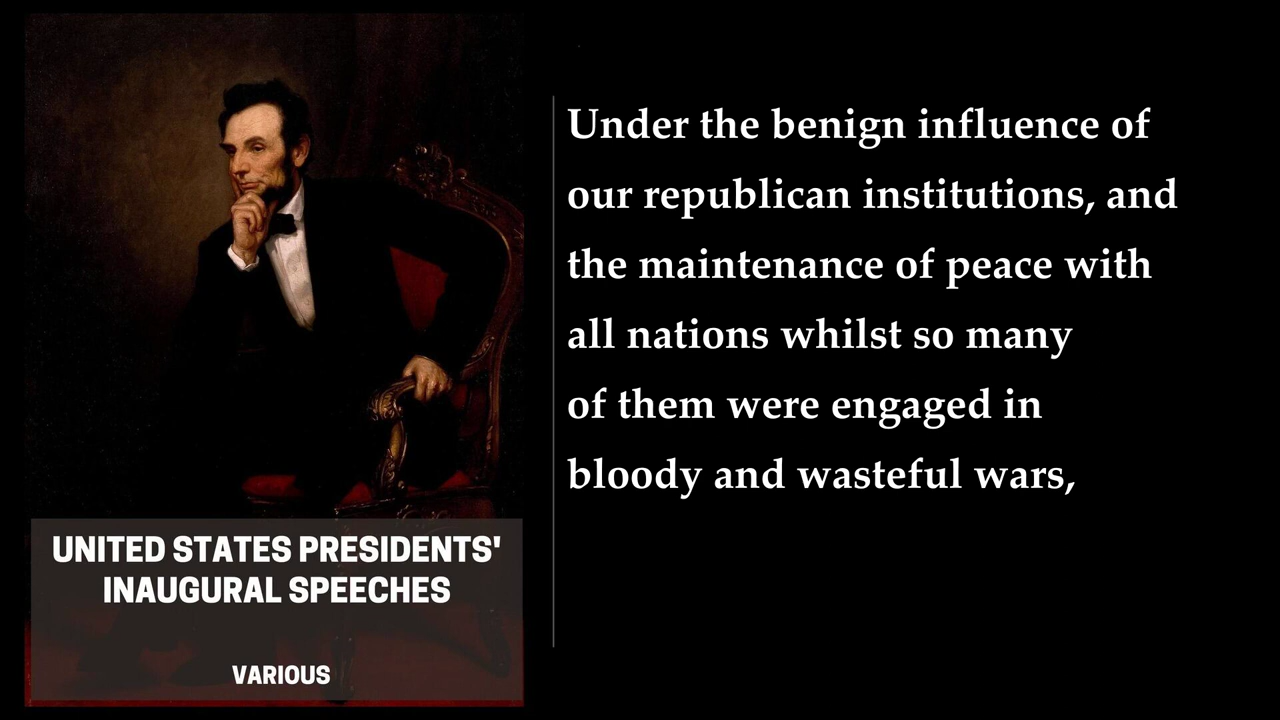 Under the benign influence of
our republican institutions, and
the maintenance of peace with
all nations whilst so many
of them were engaged in
bloody and wasteful wars,
UNITED STATES PRESIDENTS'
INAUGURAL SPEECHES
VARIOUS